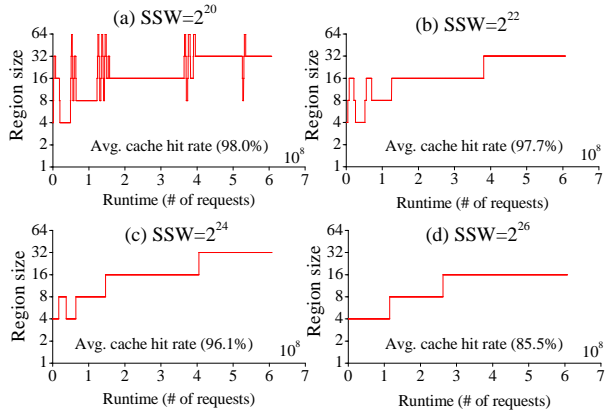 (a) SSW=2^20
Region size
64
32
16
8
4
2
1
Avg. cache hit rate (98.0%)
10^8
0 1 2 3 4 5 6 7
Runtime (# of requests)
(b) SSW=2^22
Region size
64
32
16
8
4
2
1
Avg. cache hit rate (97.7%)
10^8
0 1 2 3 4 5 6 7
Runtime (# of requests)
(c) SSW=2^24
Region size
64
32
16
8
4
2
1
Avg. cache hit rate (96.1%)
10^8
0 1 2 3 4 5 6 7
Runtime (# of requests)
(d) SSW=2^26
Region size
64
32
16
8
4
2
1
Avg. cache hit rate (85.5%)
10^8
0 1 2 3 4 5 6 7
Runtime (# of requests)